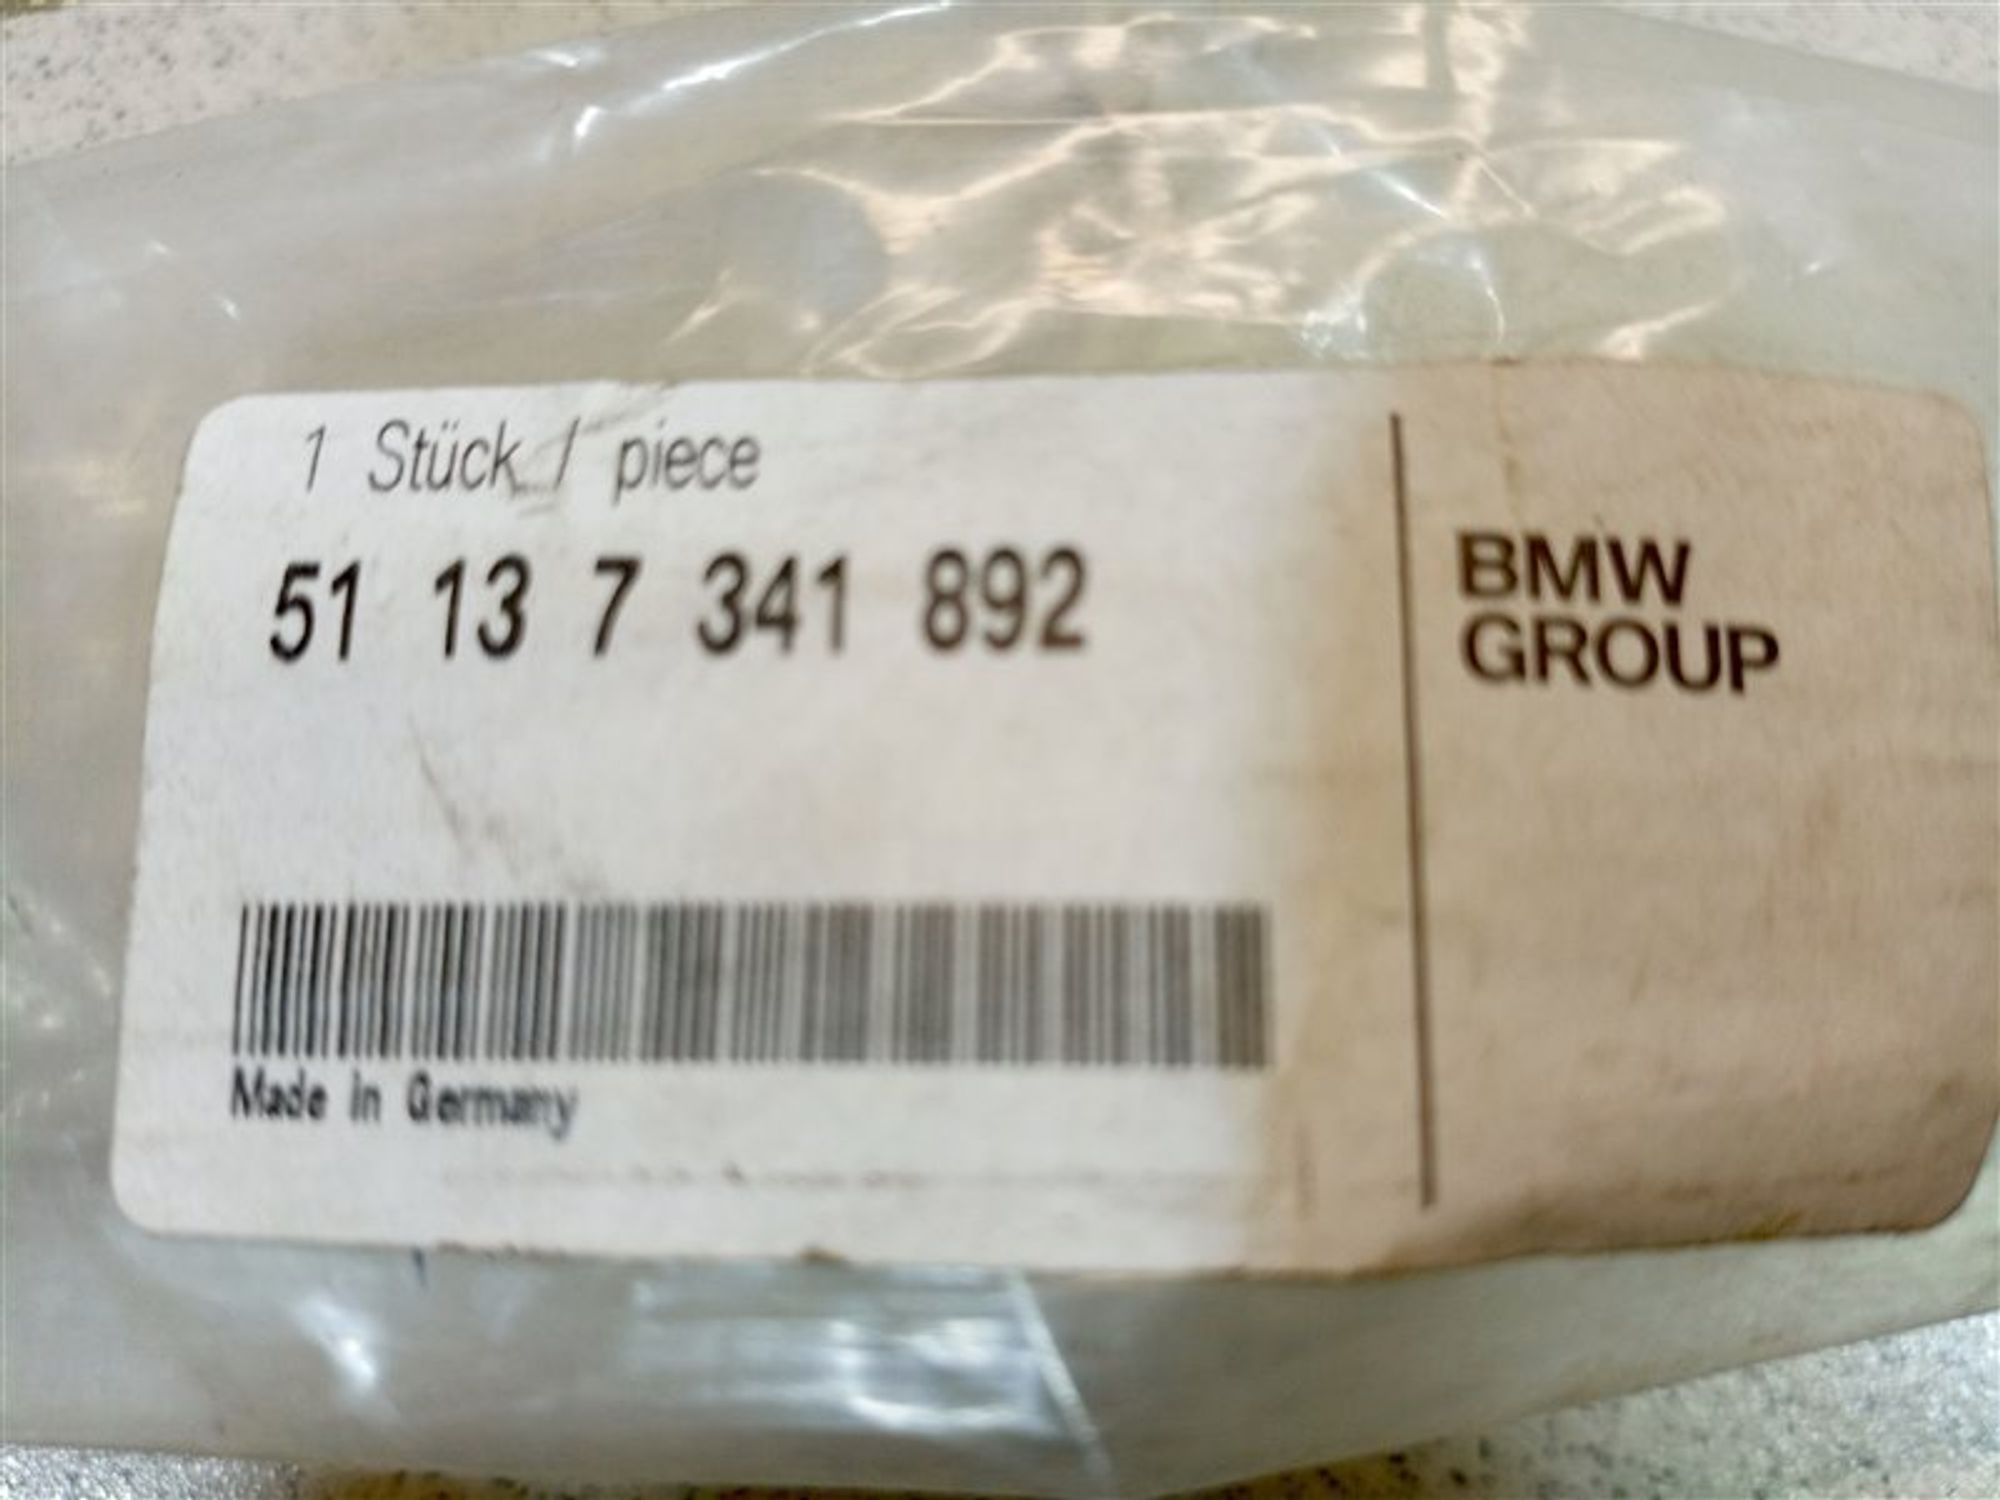 1 Stück / piece
51 13 7 341 892
BMW
GROUP
Made in Germany